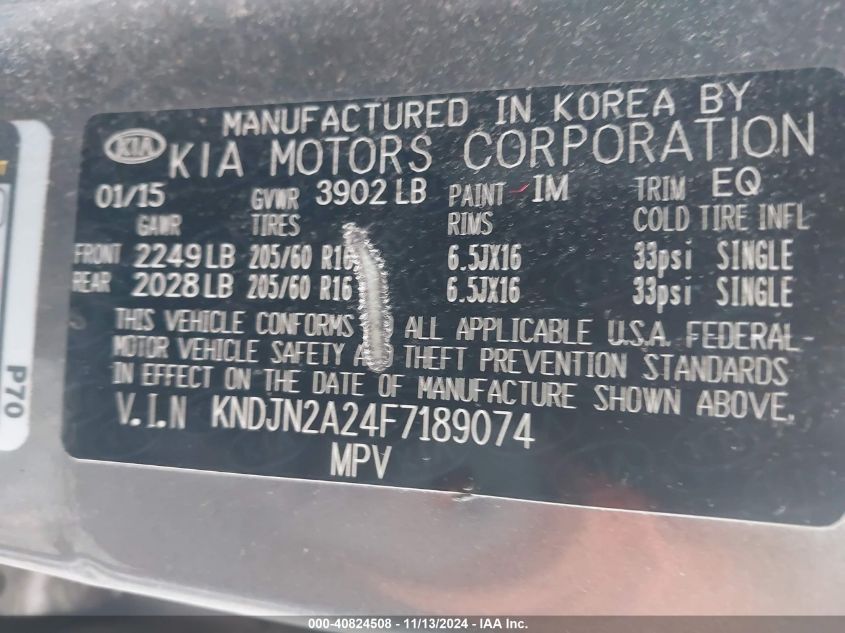 MANUFACTURED IN KOREA BY
KIA KIA MOTORS CORPORATION
01/15 GVWR 3902 LB PAINT IM TRIM EQ
GAWR TIRES RIMS COLD TIRE INFL
FRONT 2249 LB 205/60 R16 6.5JX16 33psi SINGLE
REAR 2028 LB 205/60 R16 6.5JX16 33psi SINGLE
THIS VEHICLE CONFORMS ALL APPLICABLE U.S.A. FEDERAL-
MOTOR VEHICLE SAFETY THEFT PREVENTION STANDARDS
IN EFFECT ON THE DATE OF MANUFACTURE SHOWN ABOVE.
V.I.N KNDJN2A24F7189074
MPV
P70
000-40824508 - 11/13/2024 - IAA Inc.